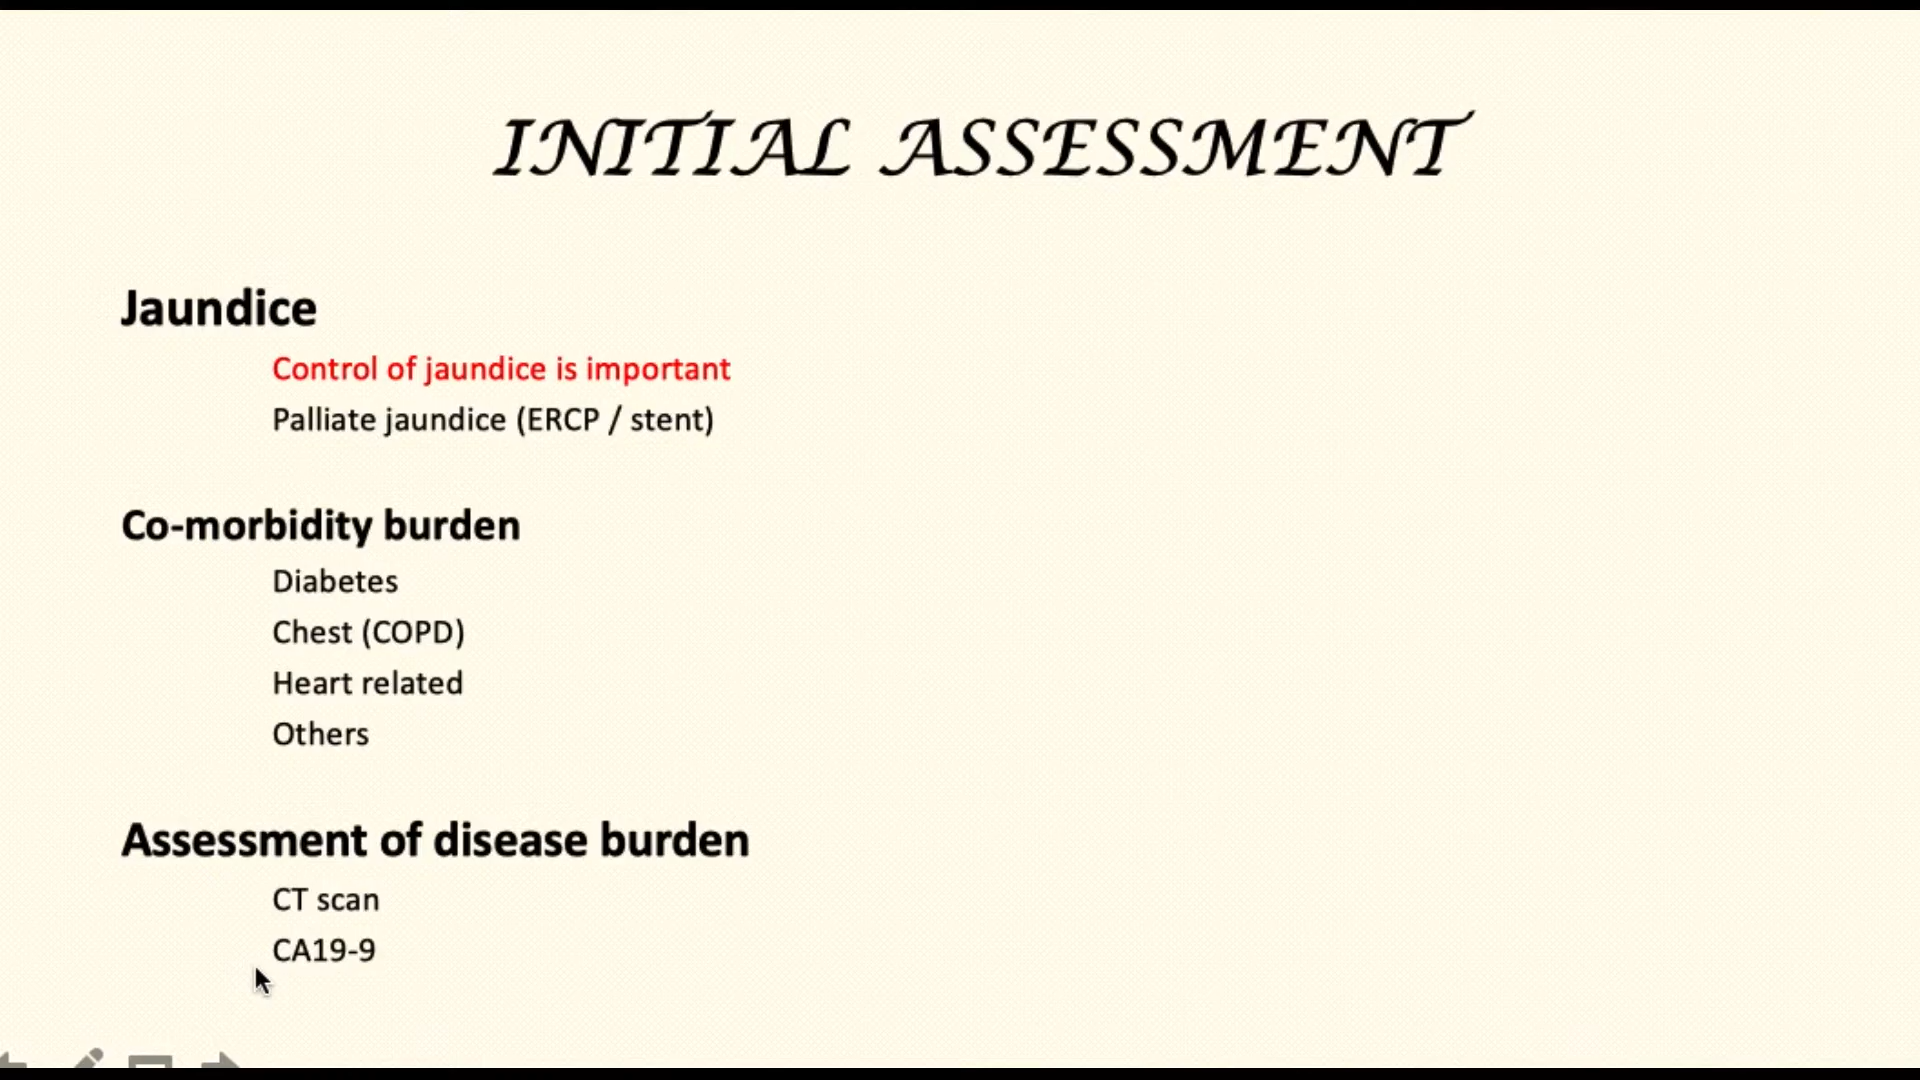 INITIAL ASSESSMENT
Jaundice
Control of jaundice is important
Palliate jaundice (ERCP / stent)
Co-morbidity burden
Diabetes
Chest (COPD)
Heart related
Others
Assessment of disease burden
CT scan
CA19-9